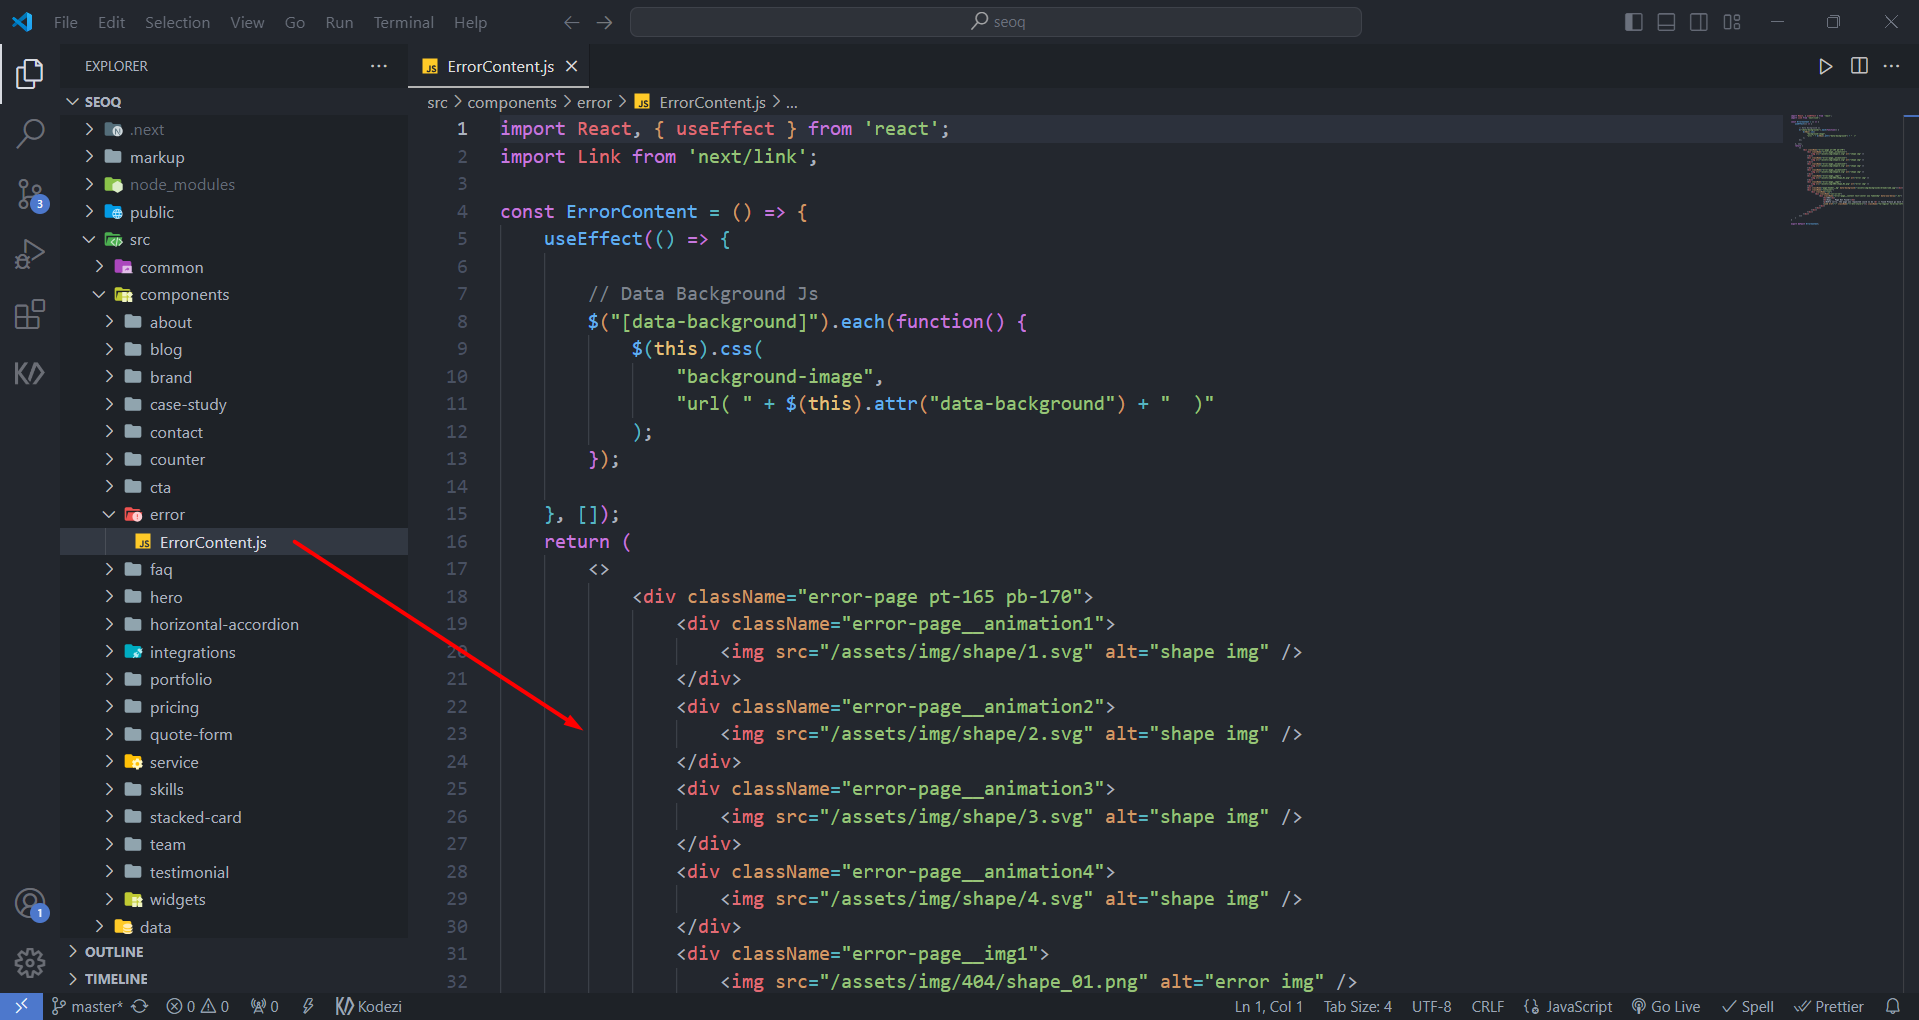 File Edit Selection View Go Run Terminal Help
seoq
EXPLORER
SEOQ
.next
markup
node_modules
public
src
common
components
about
blog
brand
case-study
contact
counter
cta
error
ErrorContent.js
faq
hero
horizontal-accordion
integrations
portfolio
pricing
quote-form
service
skills
stacked-card
team
testimonial
widgets
data
OUTLINE
TIMELINE
3
1
JS ErrorContent.js
src > components > error > JS ErrorContent.js > ...
1 import React, { useEffect } from 'react';
2 import Link from 'next/link';
3
4 const ErrorContent = () => {
5 useEffect(() => {
6
7 // Data Background Js
8 $("[data-background]").each(function() {
9 $(this).css(
10 "background-image",
11 "url( " + $(this).attr("data-background") + "  )"
12 );
13 });
14
15 }, []);
16 return (
17 <>
18 <div className="error-page pt-165 pb-170">
19 <div className="error-page__animation1">
20 <img src="/assets/img/shape/1.svg" alt="shape img" />
21 </div>
22 <div className="error-page__animation2">
23 <img src="/assets/img/shape/2.svg" alt="shape img" />
24 </div>
25 <div className="error-page__animation3">
26 <img src="/assets/img/shape/3.svg" alt="shape img" />
27 </div>
28 <div className="error-page__animation4">
29 <img src="/assets/img/shape/4.svg" alt="shape img" />
30 </div>
31 <div className="error-page__img1">
32 <img src="/assets/img/404/shape_01.png" alt="error img" />
master* 0 0 0 Kodezi Ln 1, Col 1 Tab Size: 4 UTF-8 CRLF {} JavaScript Go Live Spell Prettier